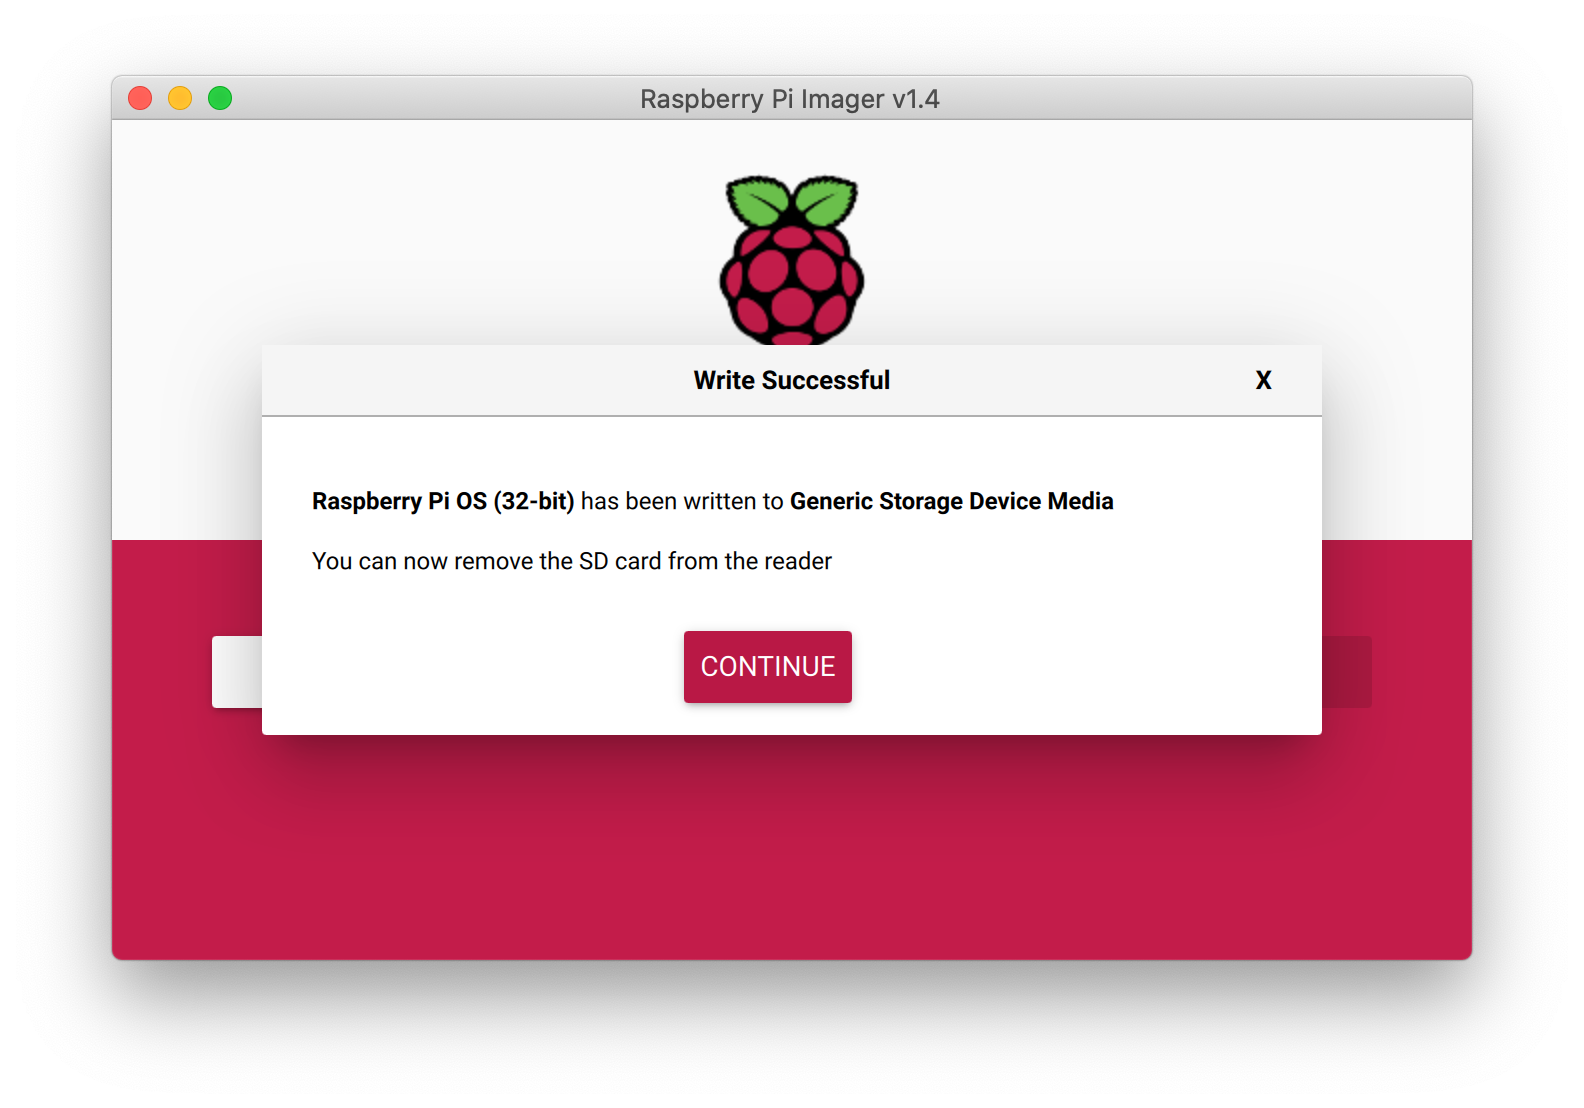 Raspberry Pi Imager v1.4
Write Successful X
Raspberry Pi OS (32-bit) has been written to Generic Storage Device Media
You can now remove the SD card from the reader
CONTINUE